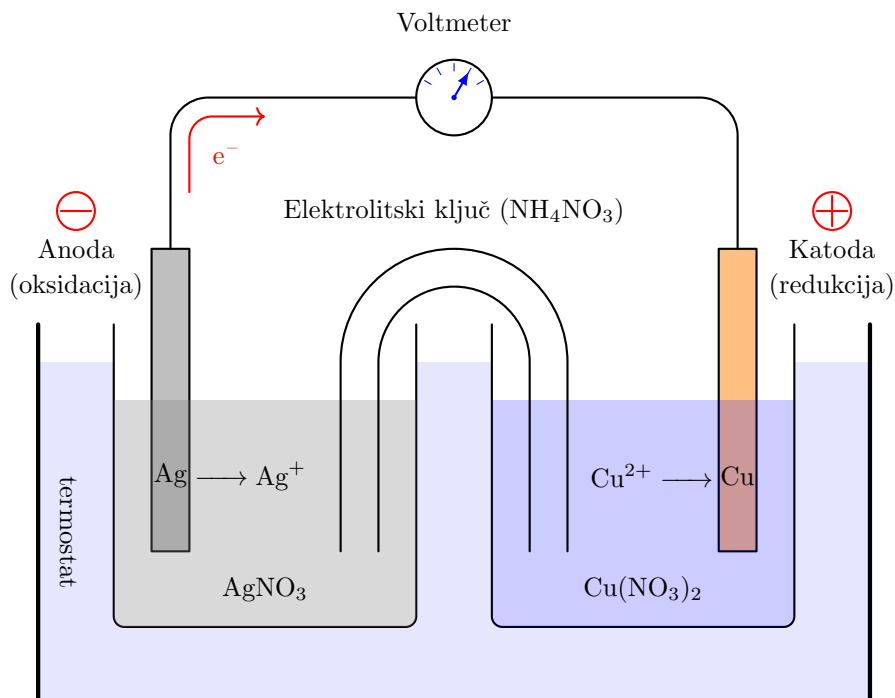 Voltmeter
e⁻
Elektrolitski ključ (NH₄NO₃)
Anoda
(oksidacija)
Katoda
(redukcija)
termostat
Ag ⟶ Ag⁺
Cu²⁺ ⟶ Cu
AgNO₃
Cu(NO₃)₂